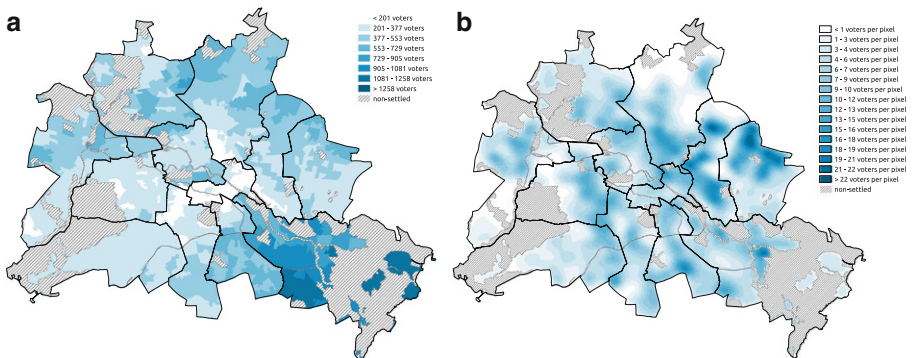 a
< 201 voters
201 - 377 voters
377 - 553 voters
553 - 729 voters
729 - 905 voters
905 - 1081 voters
1081 - 1258 voters
> 1258 voters
non-settled
b
< 1 voters per pixel
1 - 3 voters per pixel
3 - 4 voters per pixel
4 - 6 voters per pixel
6 - 7 voters per pixel
7 - 9 voters per pixel
9 - 10 voters per pixel
10 - 12 voters per pixel
12 - 13 voters per pixel
13 - 15 voters per pixel
15 - 16 voters per pixel
16 - 18 voters per pixel
18 - 19 voters per pixel
19 - 21 voters per pixel
21 - 22 voters per pixel
> 22 voters per pixel
non-settled